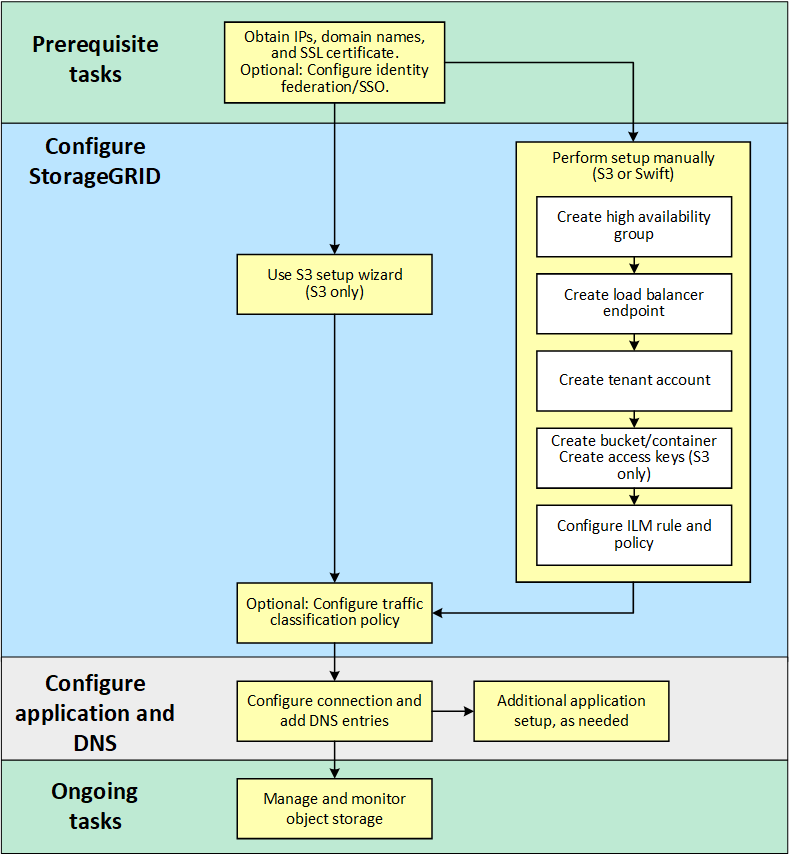 Prerequisite
tasks
Obtain IPs, domain names,
and SSL certificate.
Optional: Configure identity
federation/SSO.
Configure
StorageGRID
Perform setup manually
(S3 or Swift)
Create high availability
group
Use S3 setup wizard
(S3 only)
Create load balancer
endpoint
Create tenant account
Create bucket/container
Create access keys (S3
only)
Configure ILM rule and
policy
Optional: Configure traffic
classification policy
Configure
application and
DNS
Configure connection and
add DNS entries
Additional application
setup, as needed
Ongoing
tasks
Manage and monitor
object storage